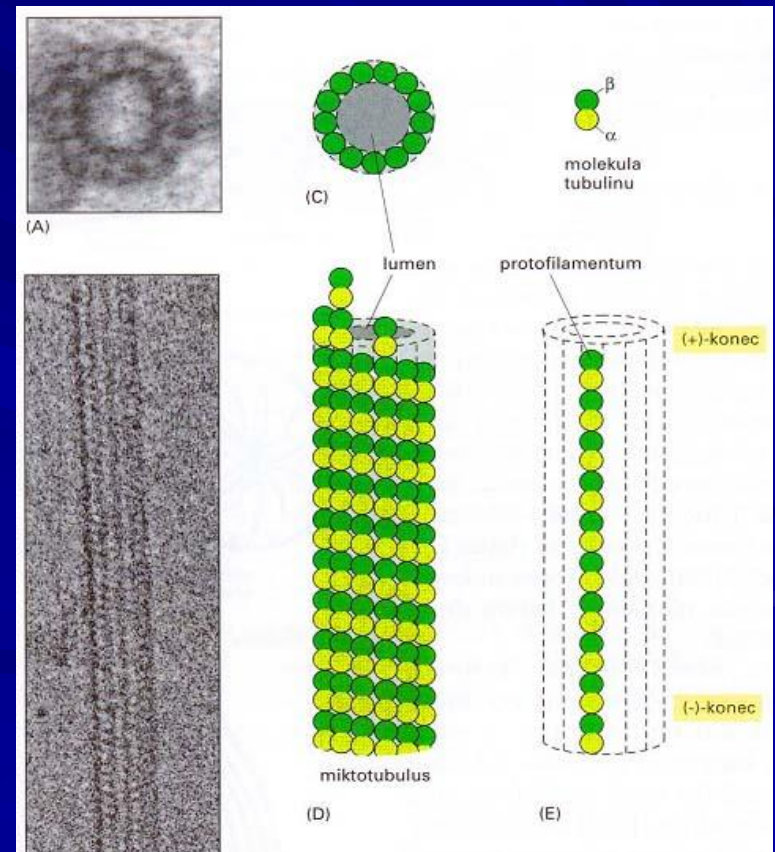 β
α
molekula
tubulinu
(C)
(A)
lumen
protofilamentum
(+)-konec
(-)-konec
miktotubulus
(D)
(E)